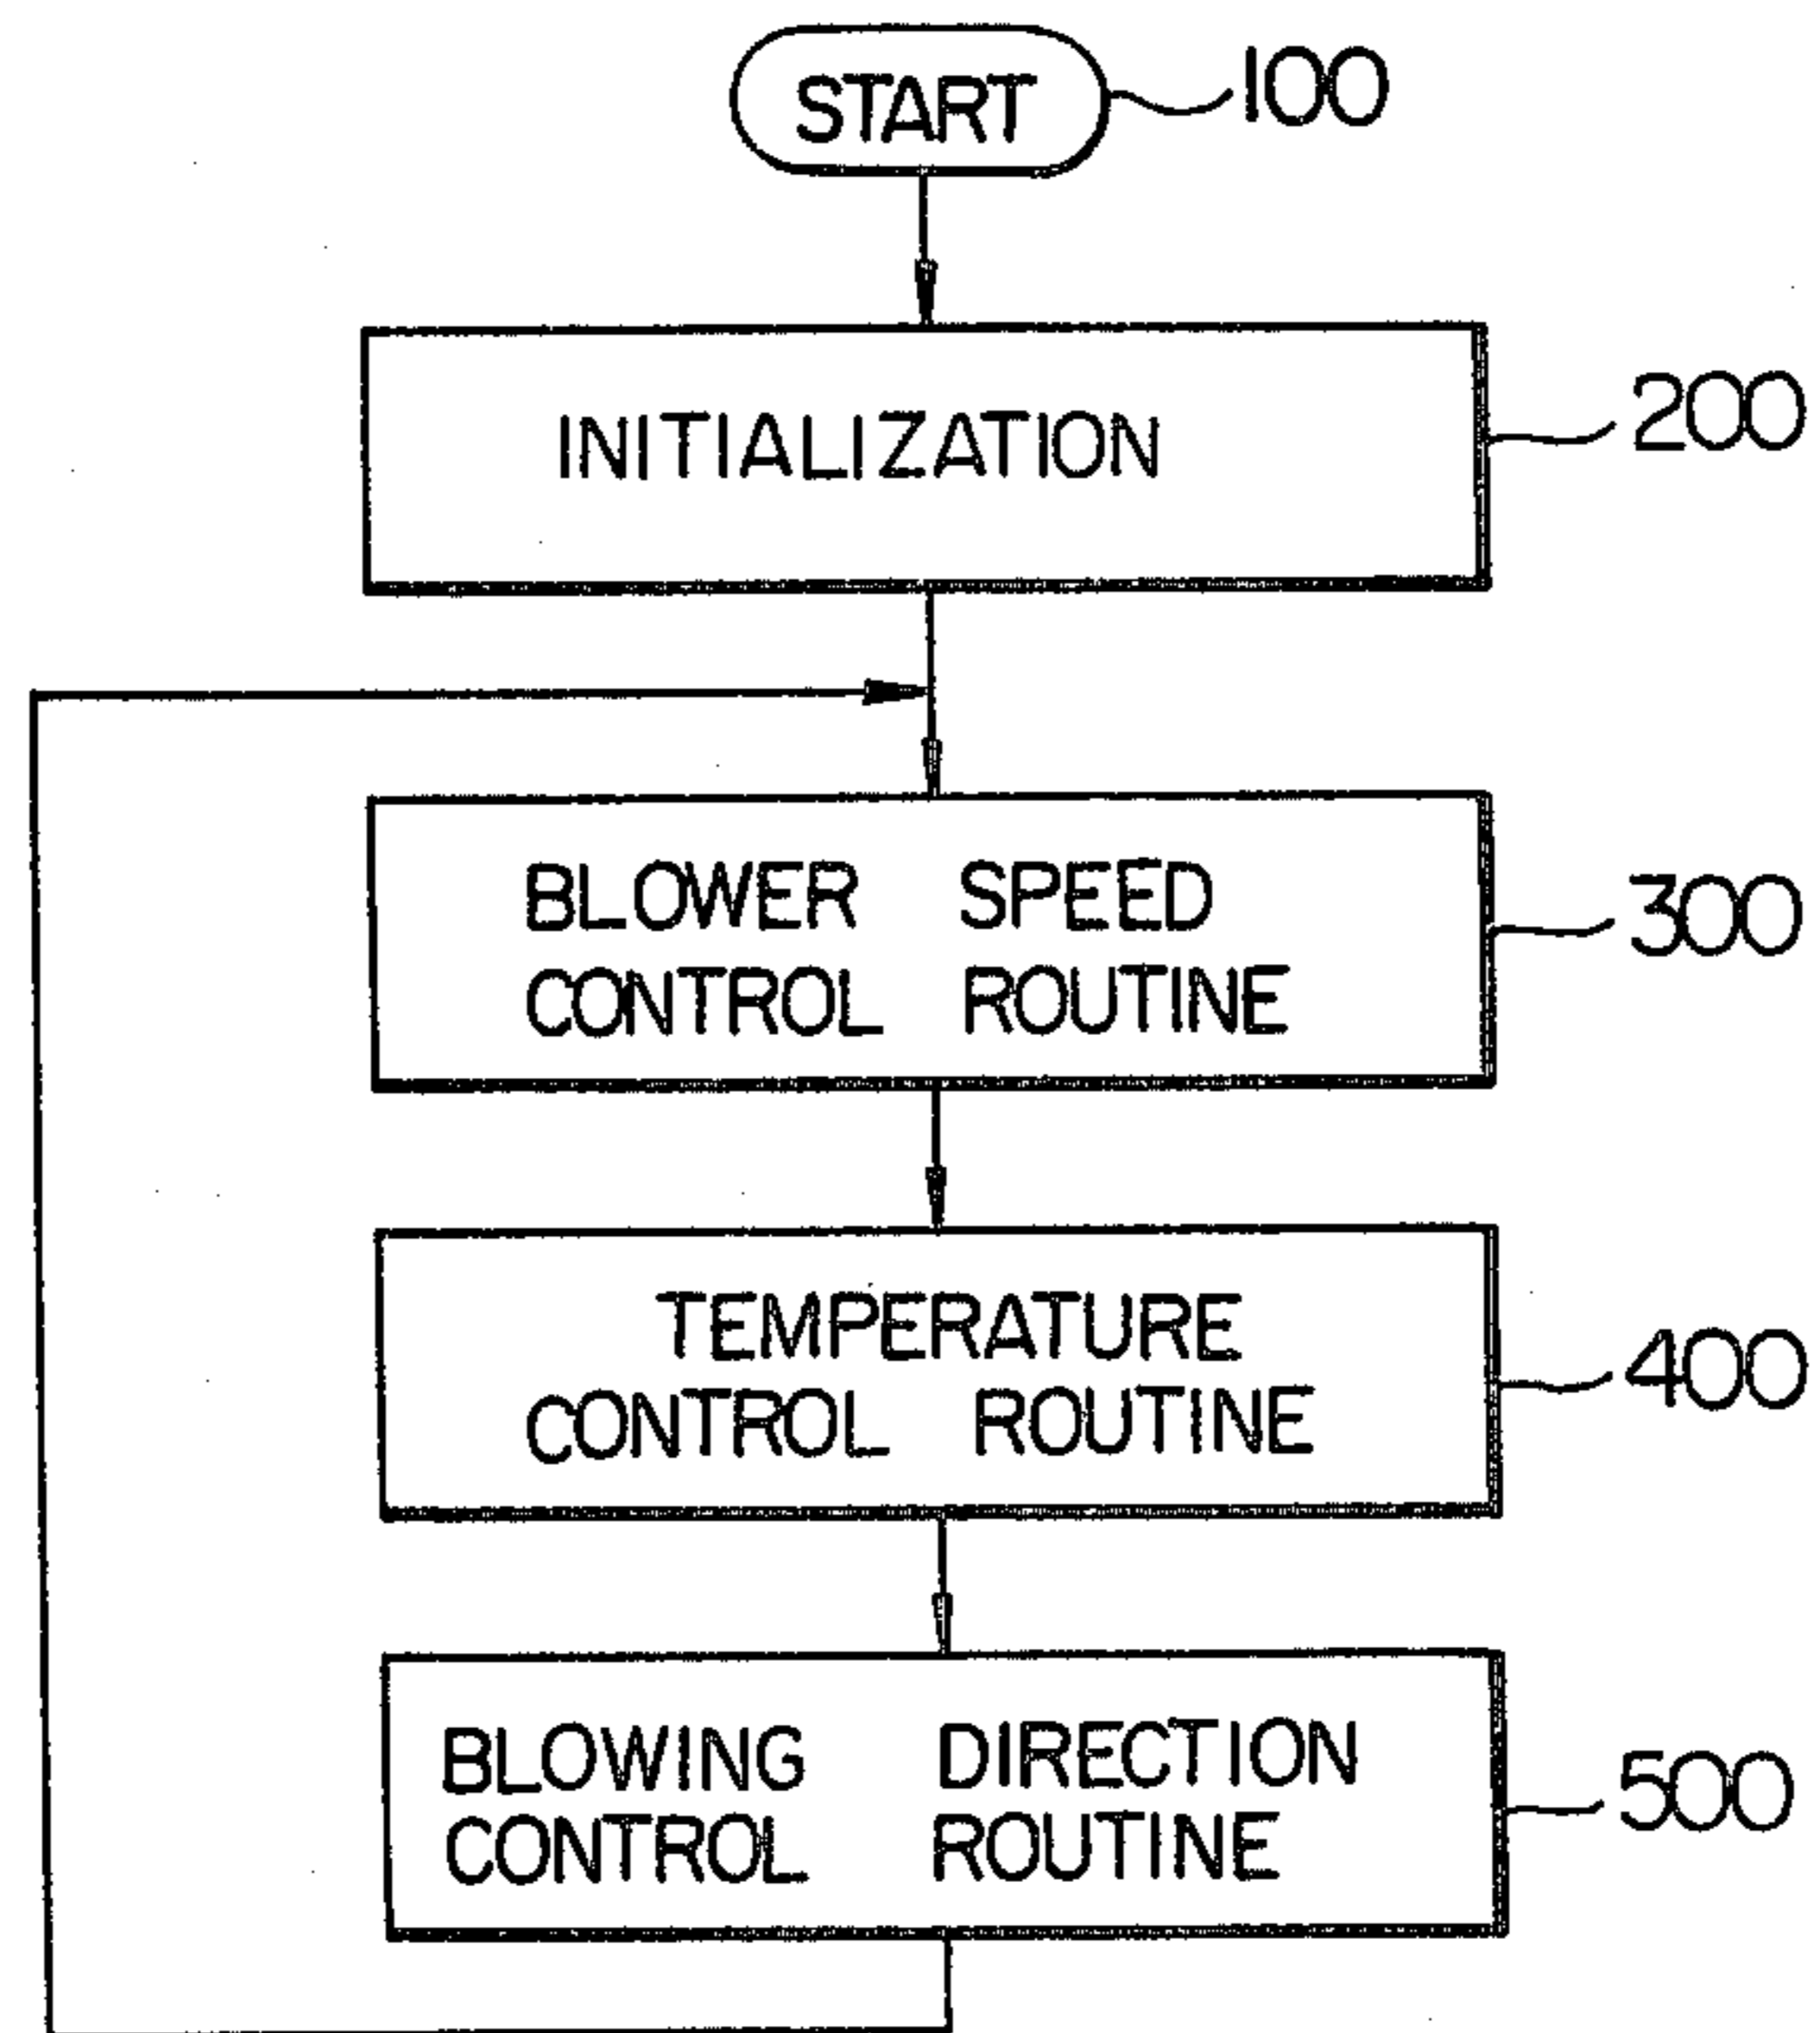 START
100
INITIALIZATION
200
BLOWER SPEED
CONTROL ROUTINE
300
TEMPERATURE
CONTROL ROUTINE
400
BLOWING DIRECTION
CONTROL ROUTINE
500